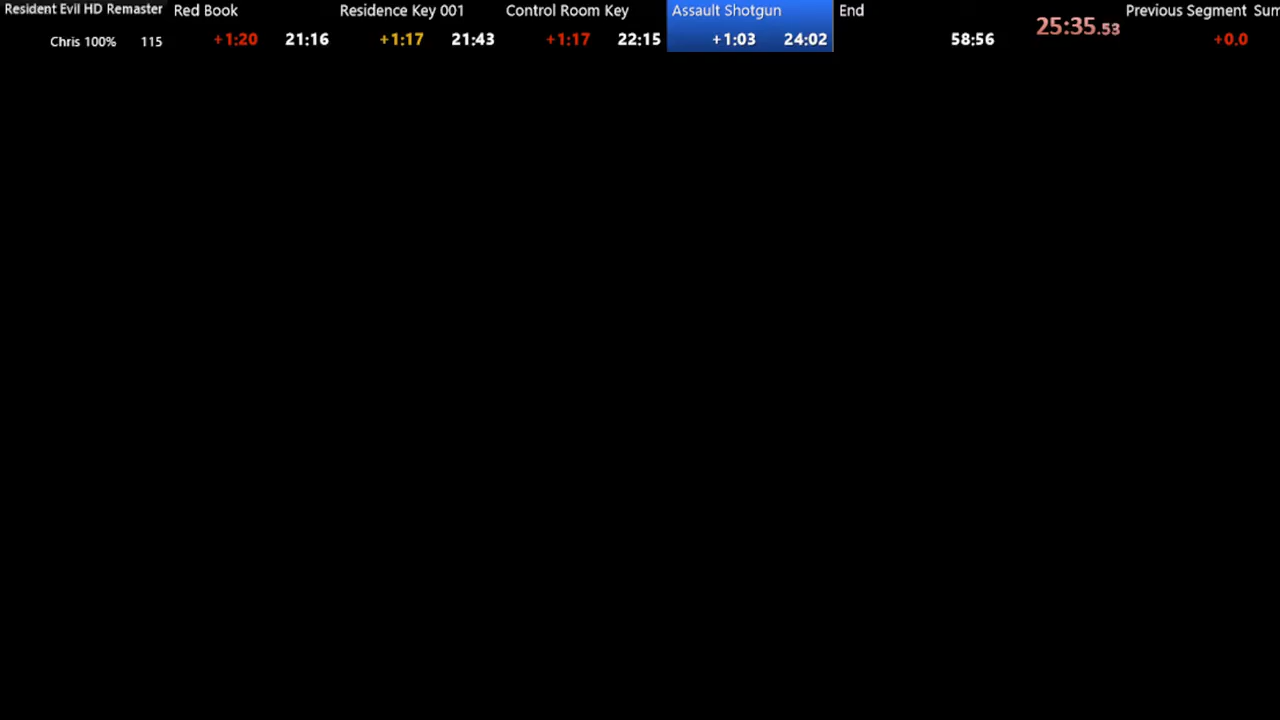 Resident Evil HD Remaster
Chris 100% 115
Red Book
+1:20 21:16
Residence Key 001
+1:17 21:43
Control Room Key
+1:17 22:15
Assault Shotgun
+1:03 24:02
End
58:56
25:35.53
Previous Segment
+0.0
Sum